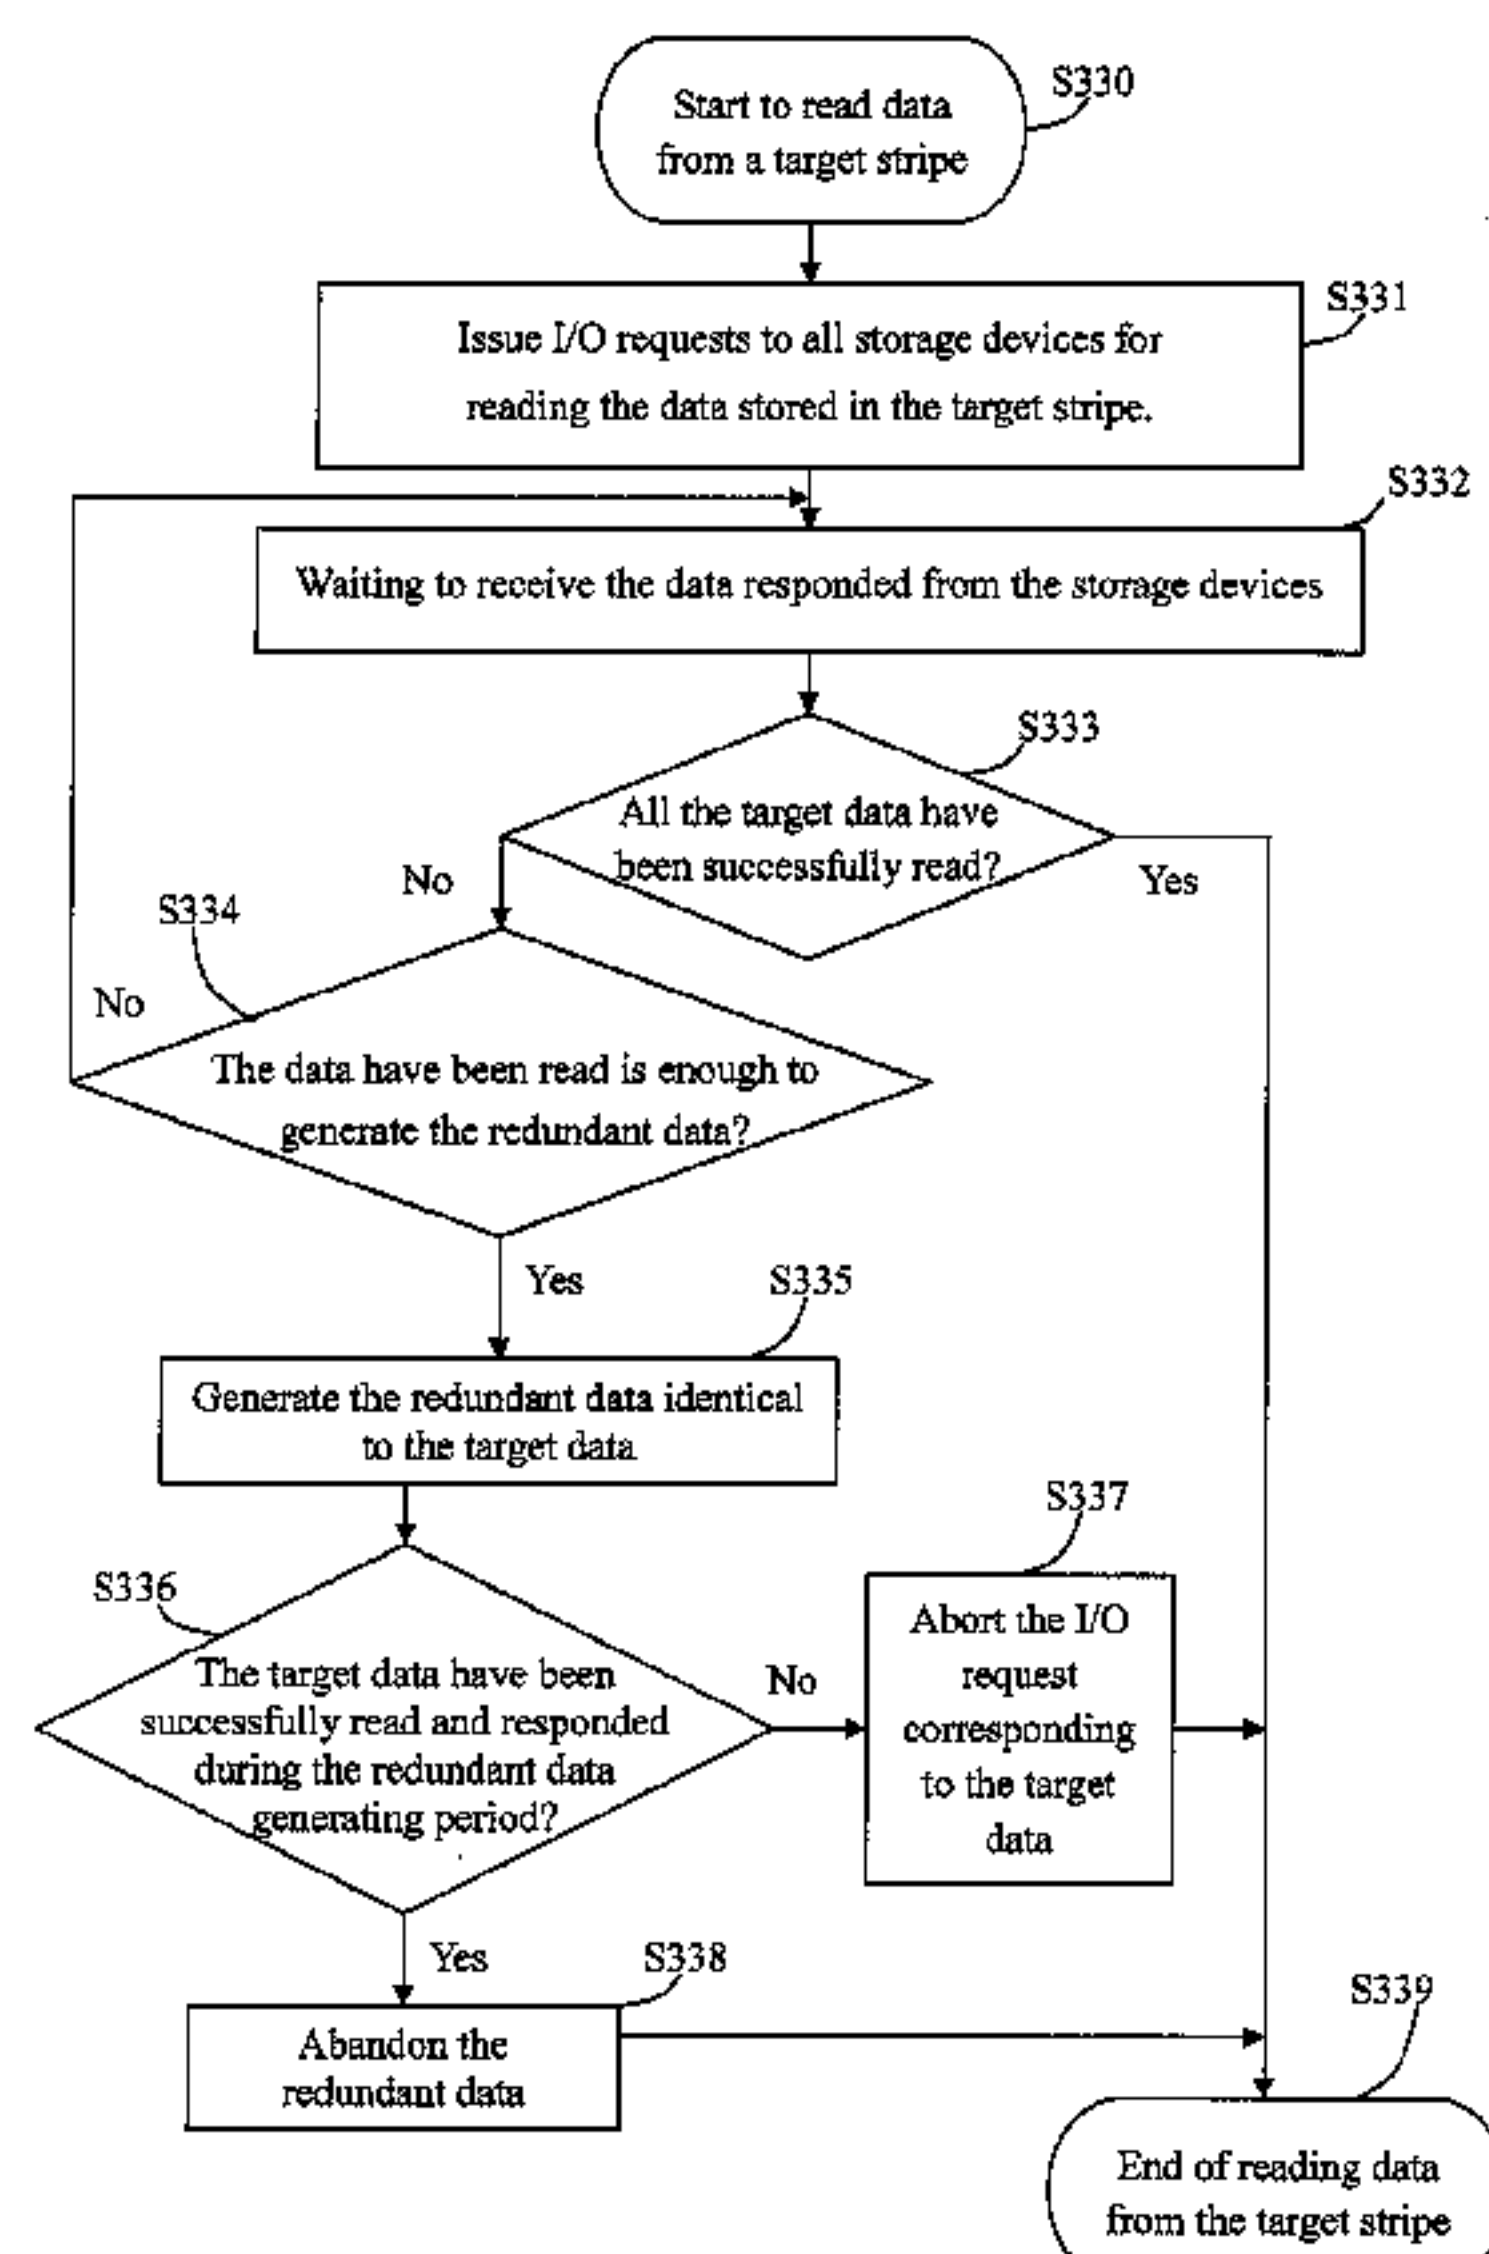 S330
Start to read data
from a target stripe
S331
Issue I/O requests to all storage devices for
reading the data stored in the target stripe.
S332
Waiting to receive the data responded from the storage devices
S333
All the target data have
been successfully read?
No
Yes
S334
No
The data have been read is enough to
generate the redundant data?
Yes
S335
Generate the redundant data identical
to the target data
S336
The target data have been
successfully read and responded
during the redundant data
generating period?
No
S337
Abort the I/O
request
corresponding
to the target
data
Yes
S338
Abandon the
redundant data
S339
End of reading data
from the target stripe